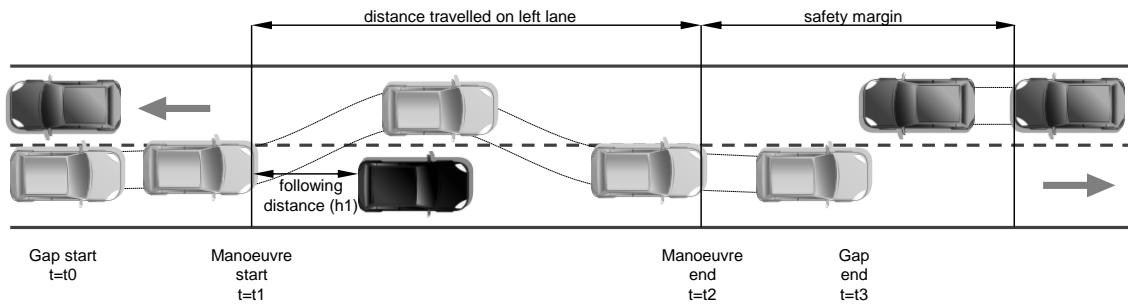 distance travelled on left lane
safety margin
following
distance (h1)
Gap start
t=t0
Manoeuvre
start
t=t1
Manoeuvre
end
t=t2
Gap
end
t=t3